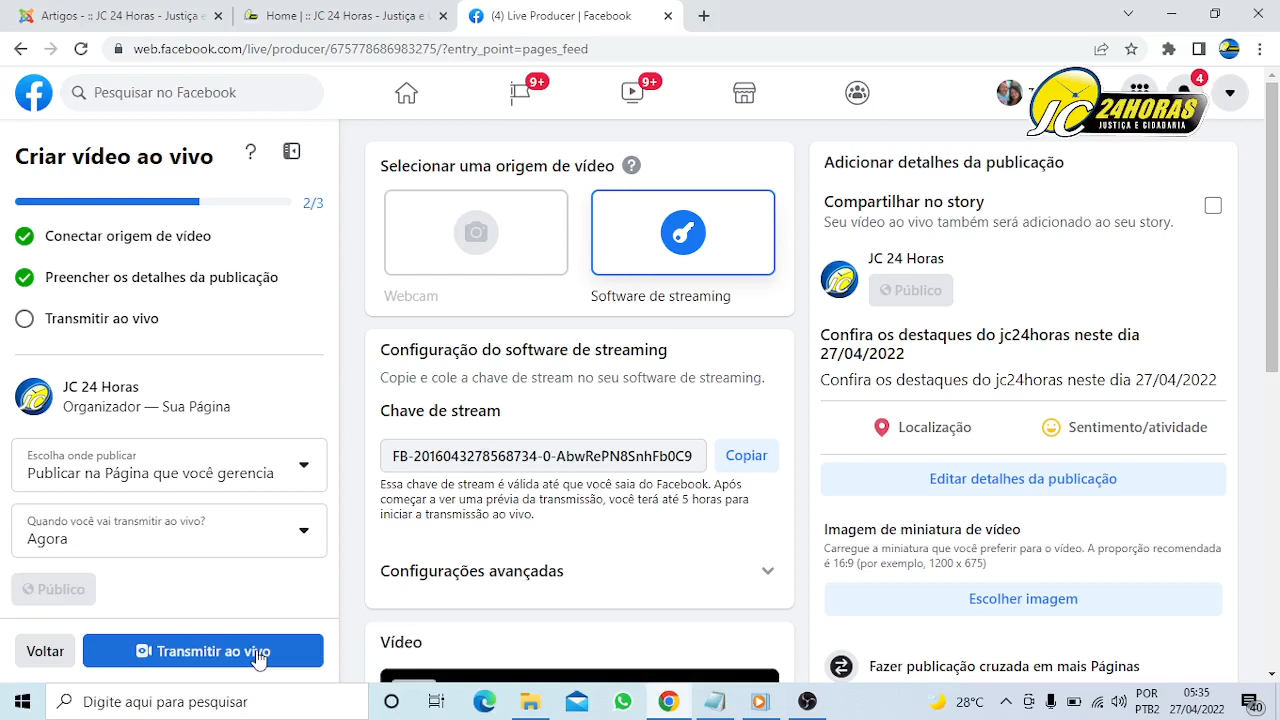 Artigos - JC 24 Horas - Justiça e
Home | :: JC 24 Horas - Justiça e
(4) Live Producer | Facebook
web.facebook.com/live/producer/675778686983275/?entry_point=pages_feed
Pesquisar no Facebook
9+
9+
4
JC 24HORAS
JUSTIÇA E CIDADANIA
Criar vídeo ao vivo
2/3
Conectar origem de vídeo
Preencher os detalhes da publicação
Transmitir ao vivo
JC 24 Horas
Organizador — Sua Página
Escolha onde publicar
Publicar na Página que você gerencia
Quando você vai transmitir ao vivo?
Agora
Público
Voltar
Transmitir ao vivo
Selecionar uma origem de vídeo
Webcam
Software de streaming
Configuração do software de streaming
Copie e cole a chave de stream no seu software de streaming.
Chave de stream
FB-2016043278568734-0-AbwRePN8SnhFb0C9
Copiar
Essa chave de stream é válida até que você saia do Facebook. Após
começar a ver uma prévia da transmissão, você terá até 5 horas para
iniciar a transmissão ao vivo.
Configurações avançadas
Vídeo
Adicionar detalhes da publicação
Compartilhar no story
Seu vídeo ao vivo também será adicionado ao seu story.
JC 24 Horas
Público
Confira os destaques do jc24horas neste dia
27/04/2022
Confira os destaques do jc24horas neste dia 27/04/2022
Localização
Sentimento/atividade
Editar detalhes da publicação
Imagem de miniatura de vídeo
Carregue a miniatura que você preferir para o vídeo. A proporção recomendada
é 16:9 (por exemplo, 1200 x 675)
Escolher imagem
Fazer publicação cruzada em mais Páginas
Digite aqui para pesquisar
28°C
POR
PTB2
05:35
27/04/2022
40